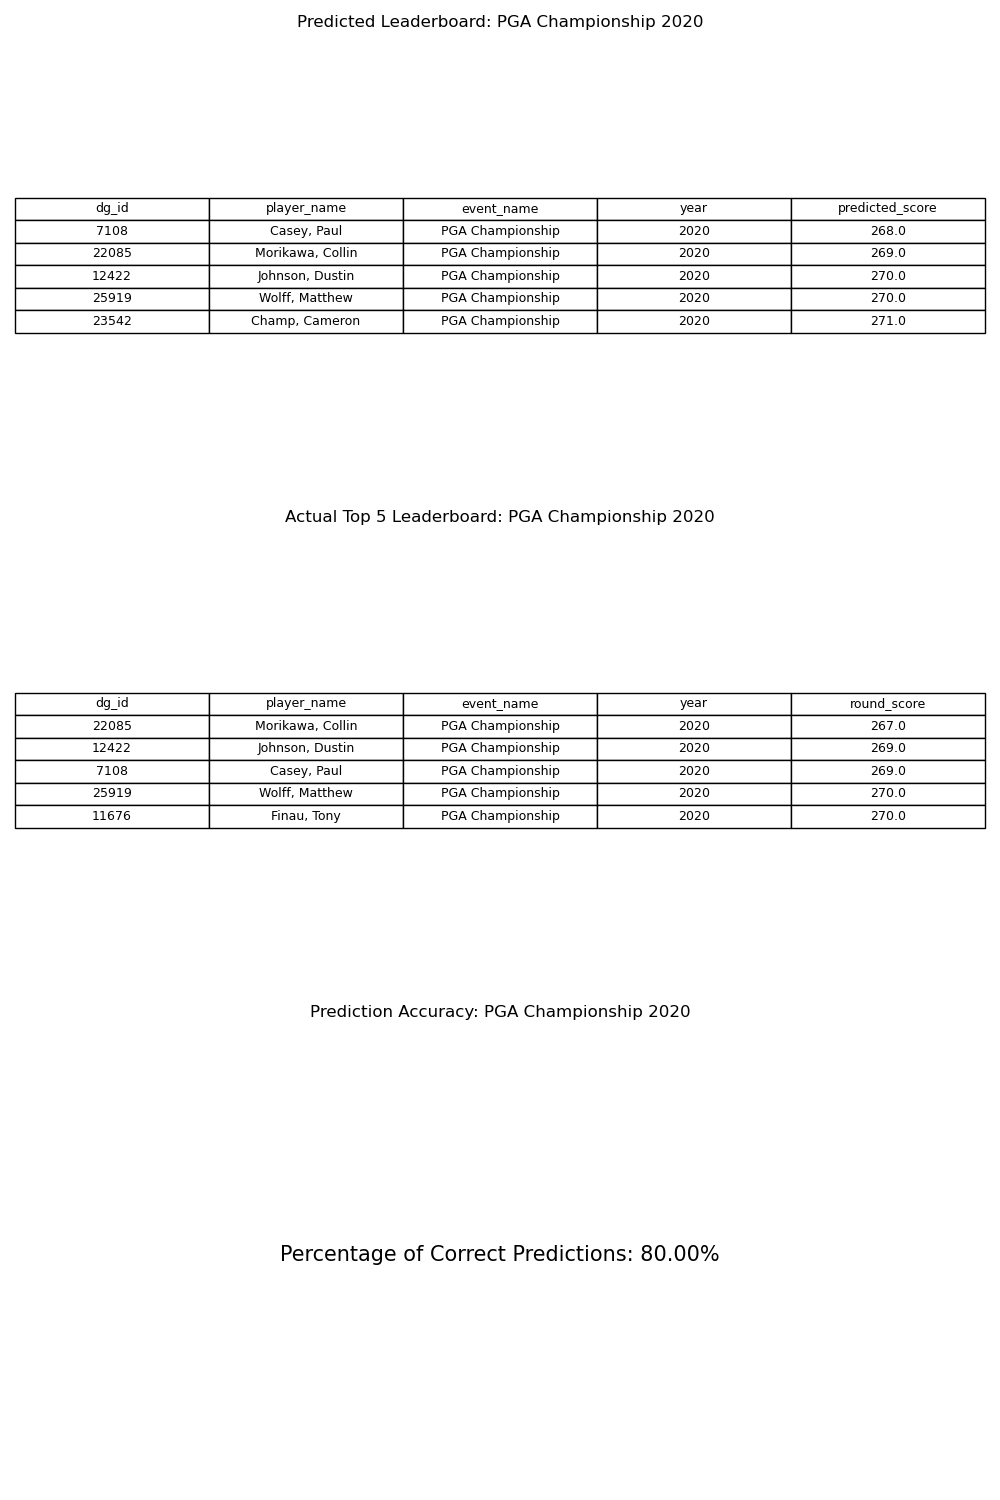 Predicted Leaderboard: PGA Championship 2020
dg_id player_name event_name year predicted_score
7108 Casey, Paul PGA Championship 2020 268.0
22085 Morikawa, Collin PGA Championship 2020 269.0
12422 Johnson, Dustin PGA Championship 2020 270.0
25919 Wolff, Matthew PGA Championship 2020 270.0
23542 Champ, Cameron PGA Championship 2020 271.0
Actual Top 5 Leaderboard: PGA Championship 2020
dg_id player_name event_name year round_score
22085 Morikawa, Collin PGA Championship 2020 267.0
12422 Johnson, Dustin PGA Championship 2020 269.0
7108 Casey, Paul PGA Championship 2020 269.0
25919 Wolff, Matthew PGA Championship 2020 270.0
11676 Finau, Tony PGA Championship 2020 270.0
Prediction Accuracy: PGA Championship 2020
Percentage of Correct Predictions: 80.00%